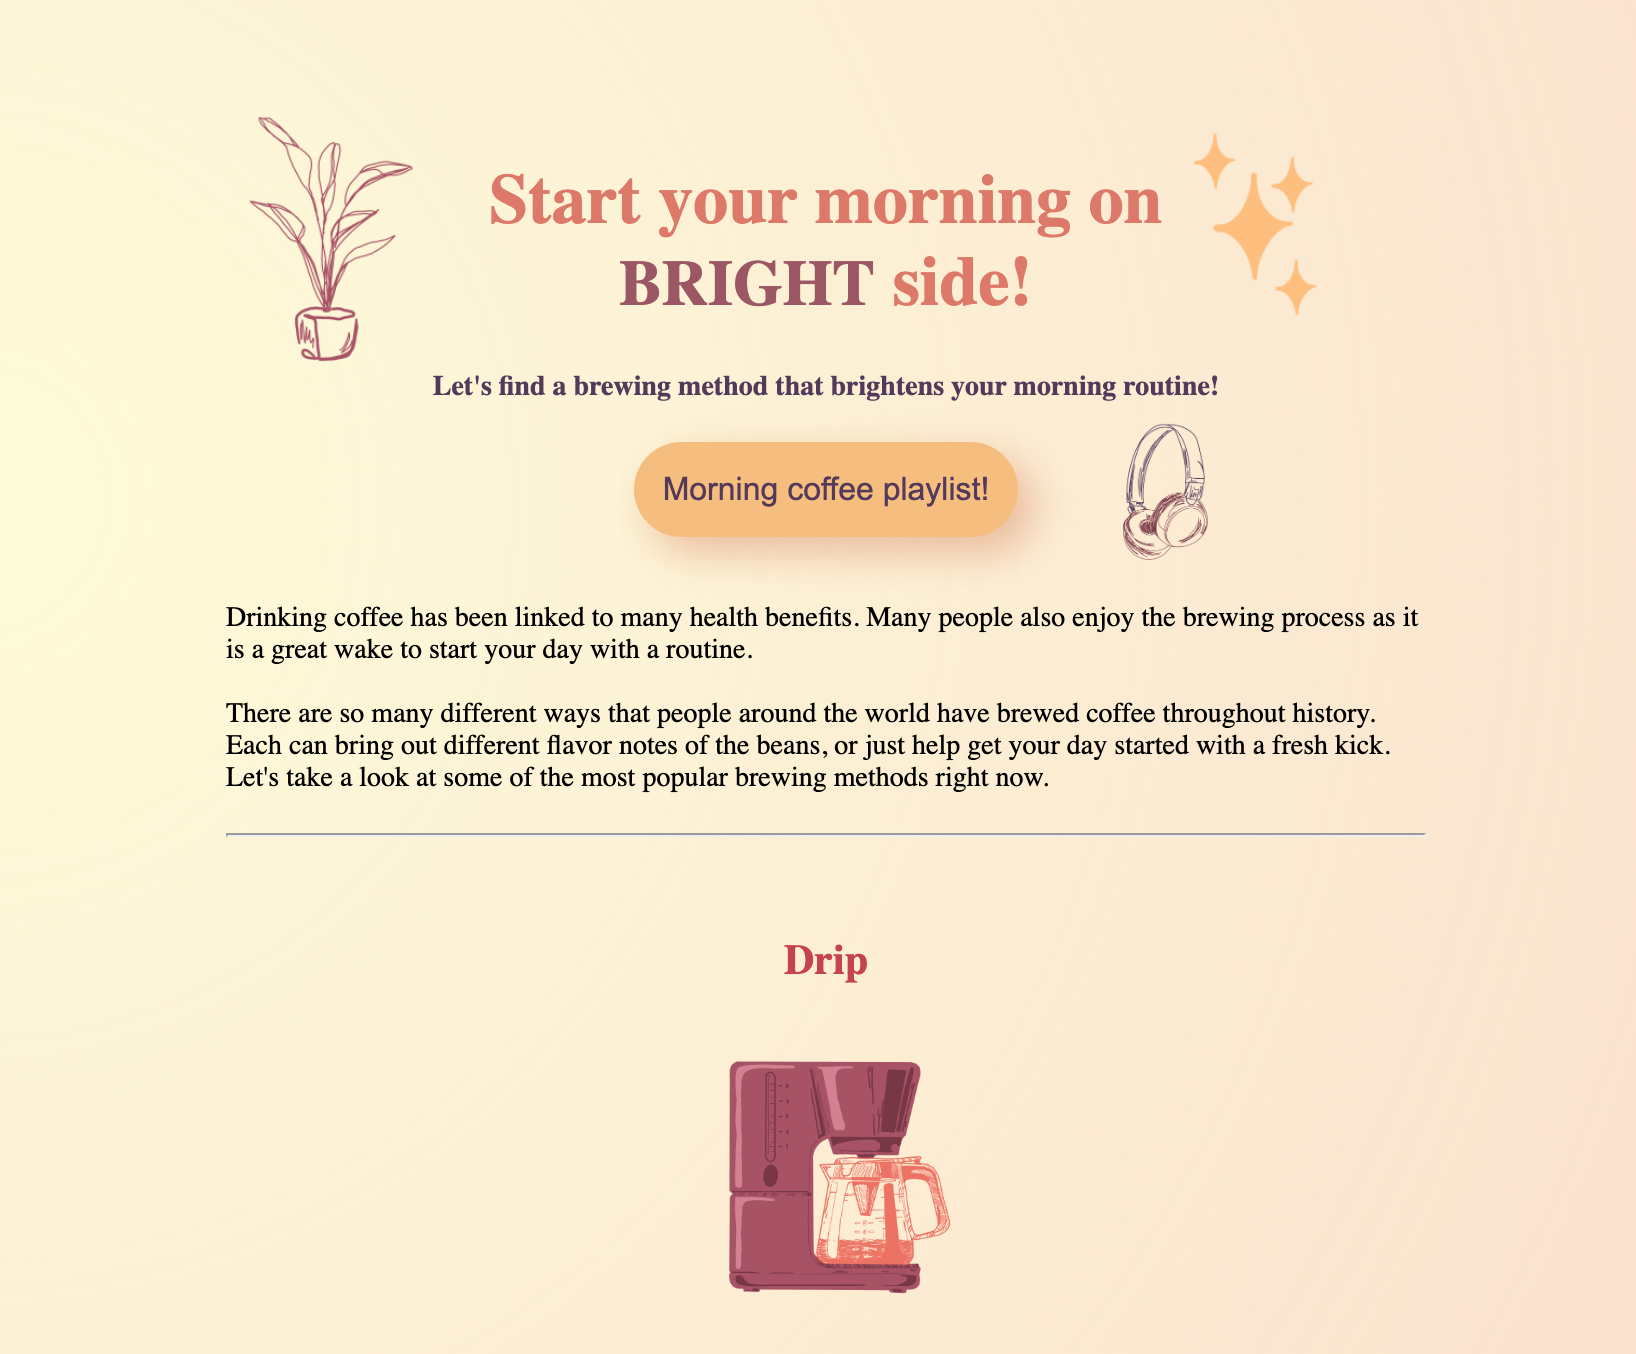 Start your morning on
BRIGHT side!
Let's find a brewing method that brightens your morning routine!
Morning coffee playlist!
Drinking coffee has been linked to many health benefits. Many people also enjoy the brewing process as it
is a great wake to start your day with a routine.
There are so many different ways that people around the world have brewed coffee throughout history.
Each can bring out different flavor notes of the beans, or just help get your day started with a fresh kick.
Let's take a look at some of the most popular brewing methods right now.
Drip